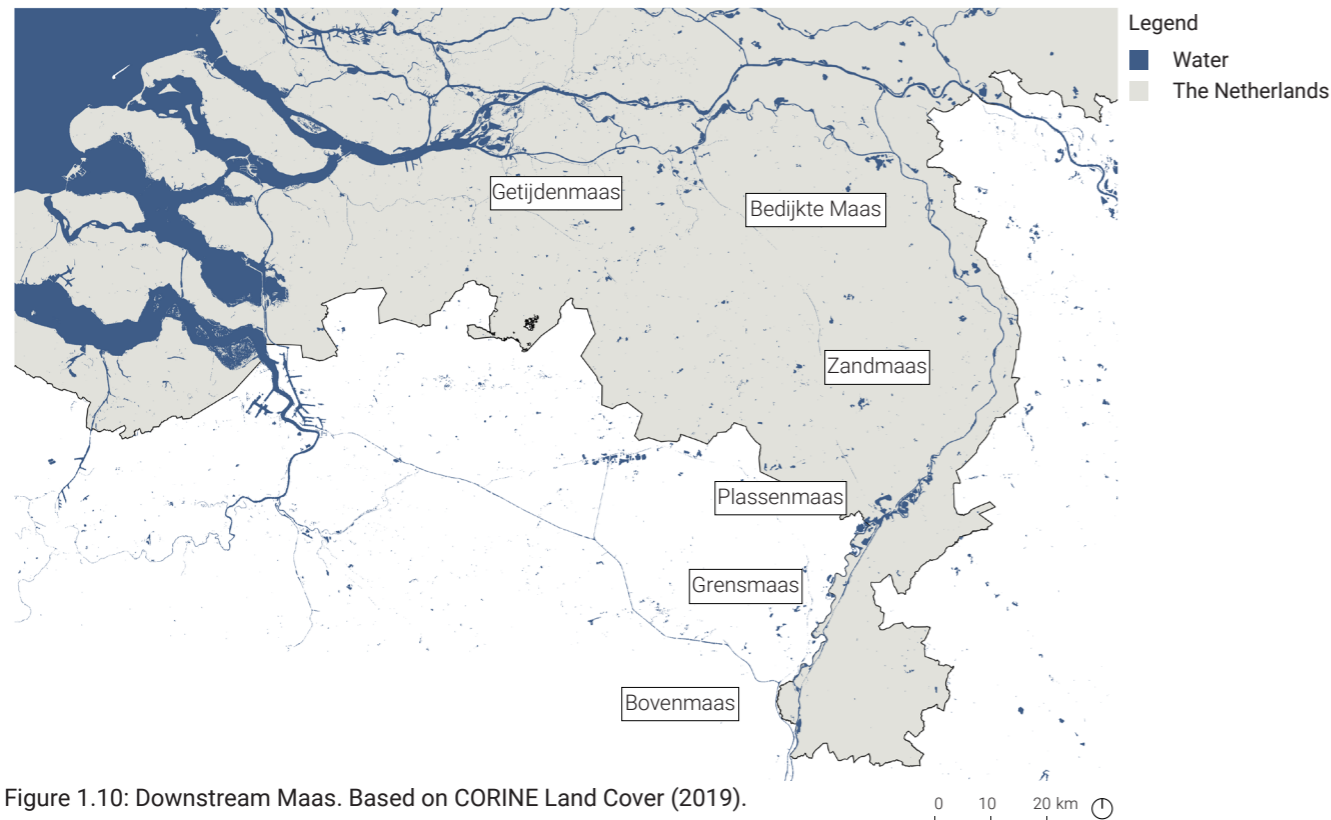 Legend
Water
The Netherlands
Getijdenmaas
Bedijkte Maas
Zandmaas
Plassenmaas
Grensmaas
Bovenmaas
Figure 1.10: Downstream Maas. Based on CORINE Land Cover (2019).
0 10 20 km